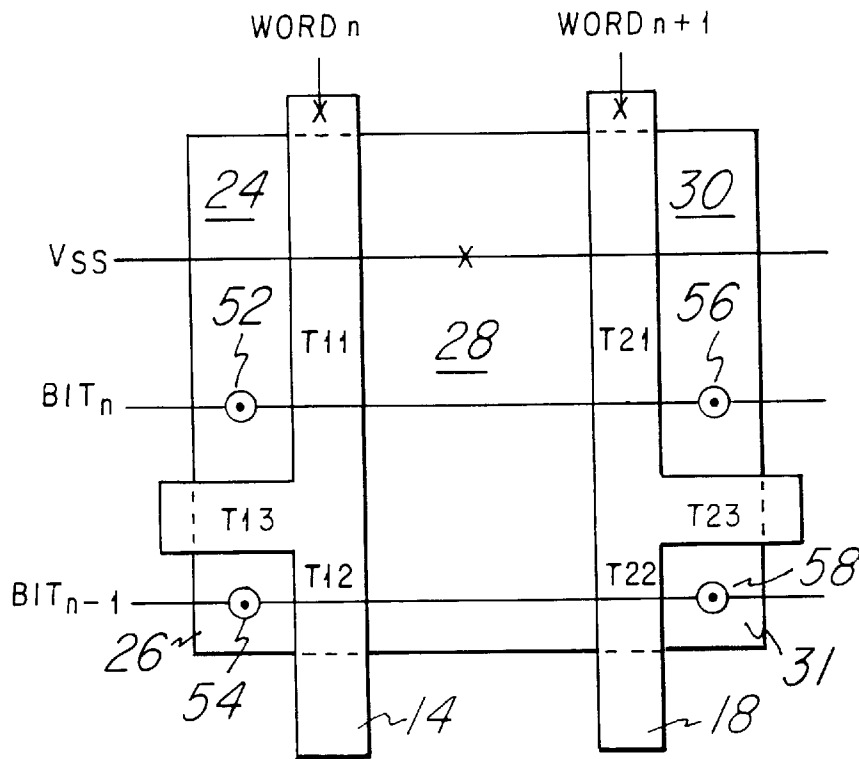 WORD n WORD n+1
X X
24 30
VSS X
52 56
T11 28 T21
BITn
T13 T23
T12 T22 58
BITn-1
26 31
54 14 18